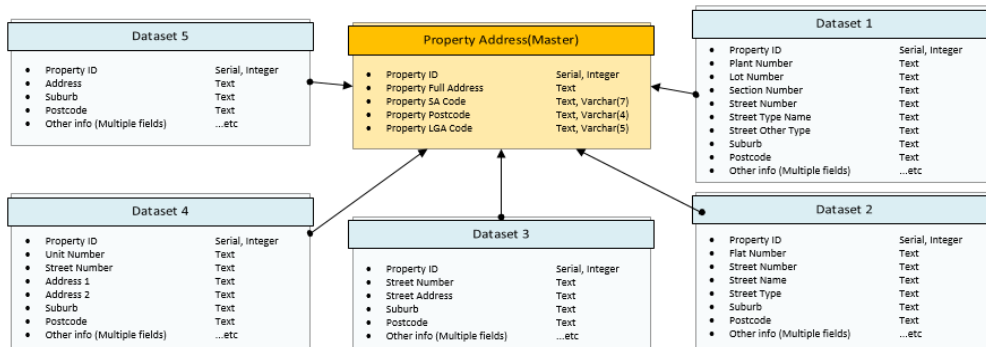 Dataset 5
Property ID Serial, Integer
Address Text
Suburb Text
Postcode Text
Other info (Multiple fields) ...etc
Property Address(Master)
Property ID Serial, Integer
Property Full Address Text
Property SA Code Text, Varchar(7)
Property Postcode Text, Varchar(4)
Property LGA Code Text, Varchar(5)
Dataset 1
Property ID Serial, Integer
Plant Number Text
Lot Number Text
Section Number Text
Street Number Text
Street Type Name Text
Street Other Type Text
Suburb Text
Postcode Text
Other info (Multiple fields) ...etc
Dataset 4
Property ID Serial, Integer
Unit Number Text
Street Number Text
Address 1 Text
Address 2 Text
Suburb Text
Postcode Text
Other info (Multiple fields) ...etc
Dataset 3
Property ID Serial, Integer
Street Number Text
Street Address Text
Suburb Text
Postcode Text
Other info (Multiple fields) ...etc
Dataset 2
Property ID Serial, Integer
Flat Number Text
Street Number Text
Street Name Text
Street Type Text
Suburb Text
Postcode Text
Other info (Multiple fields) ...etc